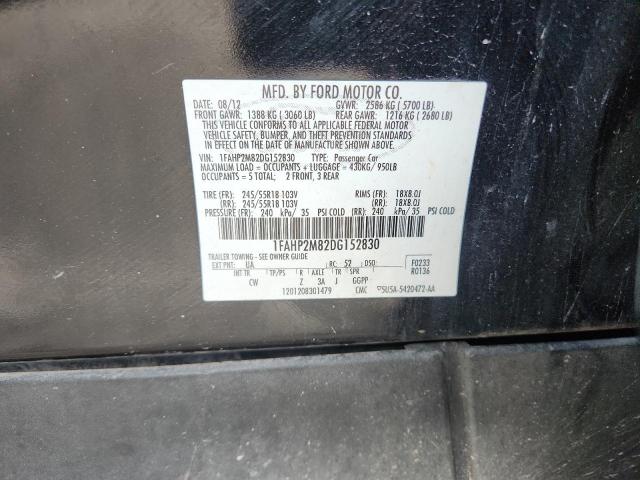 MFD. BY FORD MOTOR CO.
DATE: 08/12 GVWR: 2586 KG ( 5700 LB)
FRONT GAWR: 1388 KG ( 3060 LB) REAR GAWR: 1216 KG ( 2680 LB)
THIS VEHICLE CONFORMS TO ALL APPLICABLE FEDERAL MOTOR
VEHICLE SAFETY, BUMPER, AND THEFT PREVENTION STANDARDS IN
EFFECT ON THE DATE OF MANUFACTURE SHOWN ABOVE.
VIN: 1FAHP2M82DG152830 TYPE: Passenger Car
MAXIMUM LOAD = OCCUPANTS + LUGGAGE = 430KG/ 950LB
OCCUPANTS = 5 TOTAL; 2 FRONT, 3 REAR
TIRE (FR): 245/55R18 103V RIMS (FR): 18X8.0J
(RR): 245/55R18 103V (RR): 18X8.0J
PRESSURE (FR): 240 kPa/ 35 PSI COLD (RR): 240 kPa/ 35 PSI COLD
1FAHP2M82DG152830
TRAILER TOWING - SEE OWNER GUIDE
EXT PNT: UA RC: 52 DSO: F0233
R0136
INT TR TP/PS R AXLE TR SPR
CW Z 3A J GGPP
1201208301479 CMC 5U5A-5420472-AA